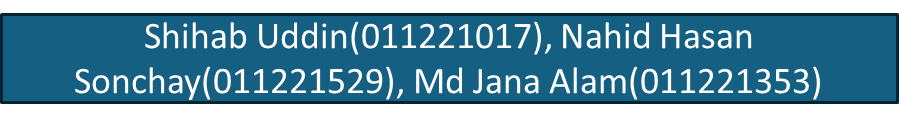 Shihab Uddin(011221017), Nahid Hasan
Sonchay(011221529), Md Jana Alam(011221353)